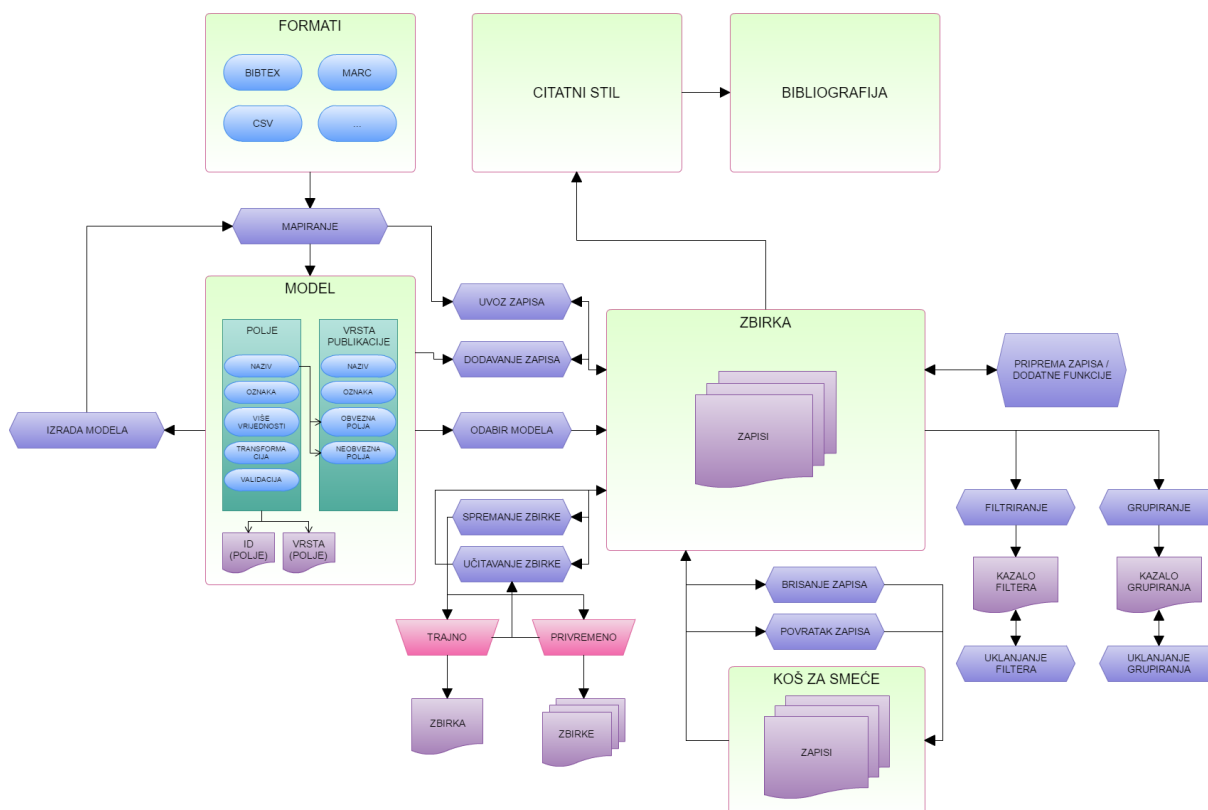 FORMATI
BIBTEX
MARC
CSV
...
CITATNI STIL
BIBLIOGRAFIJA
MAPIRANJE
MODEL
POLJE
NAZIV
OZNAKA
VIŠE
VRIJEDNOSTI
TRANSFORMA
CIJA
VALIDACIJA
VRSTA
PUBLIKACIJE
NAZIV
OZNAKA
OBVEZNA
POLJA
NEOBVEZNA
POLJA
ID
(POLJE)
VRSTA
(POLJE)
IZRADA MODELA
UVOZ ZAPISA
DODAVANJE ZAPISA
ODABIR MODELA
SPREMANJE ZBIRKE
UČITAVANJE ZBIRKE
TRAJNO
PRIVREMENO
ZBIRKA
ZBIRKE
ZBIRKA
ZAPISI
PRIPREMA ZAPISA /
DODATNE FUNKCIJE
FILTRIRANJE
GRUPIRANJE
KAZALO
FILTERA
KAZALO
GRUPIRANJA
UKLANJANJE
FILTERA
UKLANJANJE
GRUPIRANJA
BRISANJE ZAPISA
POVRATAK ZAPISA
KOŠ ZA SMEĆE
ZAPISI